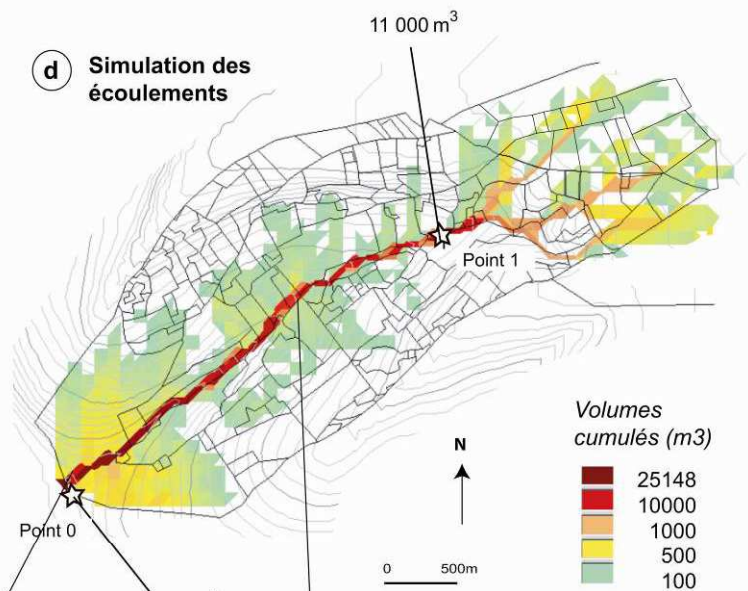 11 000 m³
d Simulation des
écoulements
Point 1
Point 0
N
0 500m
Volumes
cumulés (m3)
25148
10000
1000
500
100